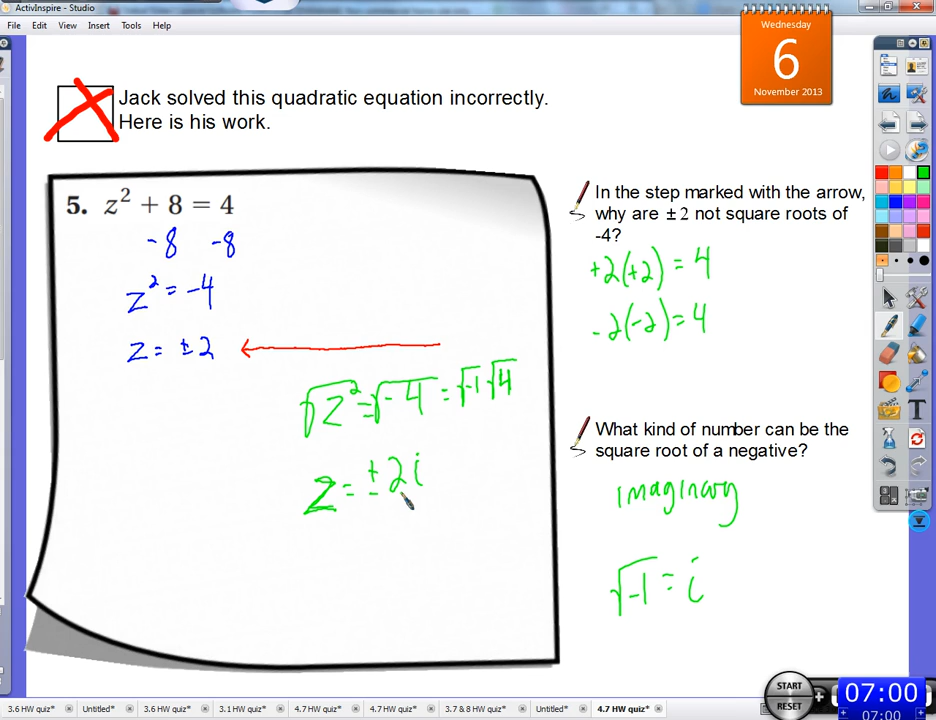 ActivInspire - Studio
File Edit View Insert Tools Help
Wednesday
6
November 2013
Jack solved this quadratic equation incorrectly.
Here is his work.
5. z² + 8 = 4
-8 -8
z² = -4
z = ±2
√z² = √-4 = √-1 √4
z = ±2i
In the step marked with the arrow,
why are ± 2 not square roots of
-4?
+2(+2) = 4
-2(-2) = 4
What kind of number can be the
square root of a negative?
imaginary
√-1 = i
START
RESET
07:00
07:00
3.6 HW quiz* Untitled* 3.6 HW quiz* 3.1 HW quiz* 4.7 HW quiz* 4.7 HW quiz* 3.7 & 4.8 HW quiz* Untitled* 4.7 HW quiz*